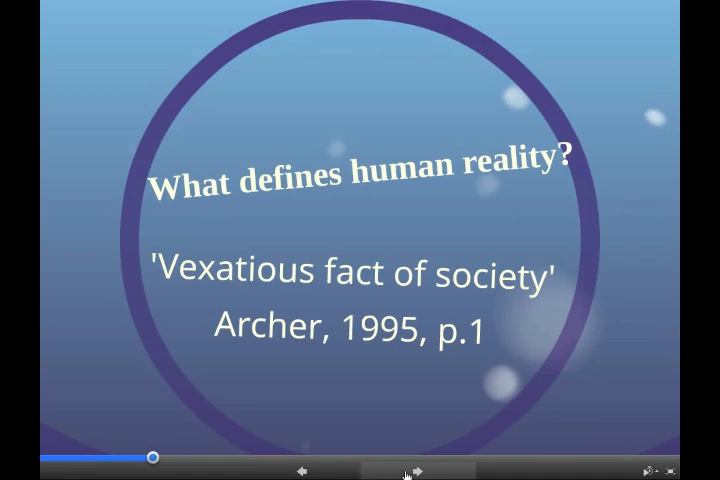 What defines human reality?
'Vexatious fact of society'
Archer, 1995, p.1